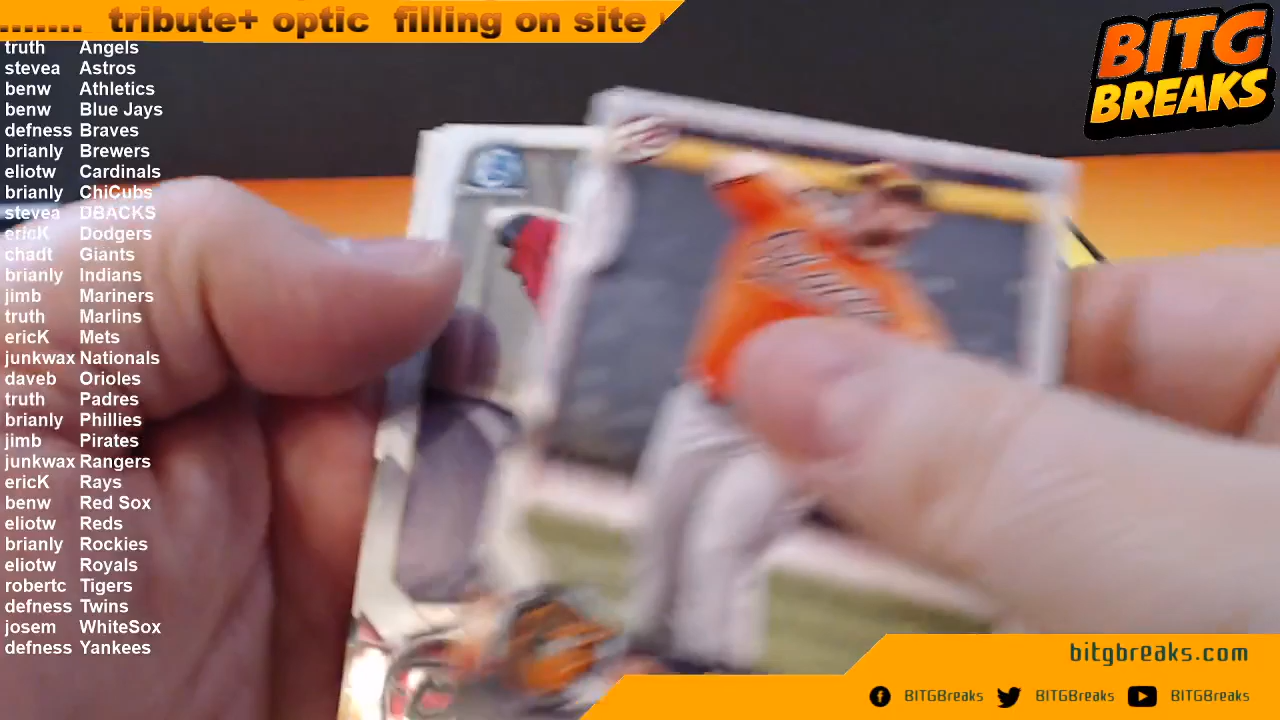 ....... tribute+ optic filling on site
BITG
BREAKS
truth Angels
stevea Astros
benw Athletics
benw Blue Jays
defness Braves
brianly Brewers
eliotw Cardinals
brianly ChiCubs
stevea DBACKS
ericK Dodgers
chadt Giants
brianly Indians
jimb Mariners
truth Marlins
ericK Mets
junkwax Nationals
daveb Orioles
truth Padres
brianly Phillies
jimb Pirates
junkwax Rangers
ericK Rays
benw Red Sox
eliotw Reds
brianly Rockies
eliotw Royals
robertc Tigers
defness Twins
josem WhiteSox
defness Yankees
bitgbreaks.com
BITGBreaks BITGBreaks BITGBreaks